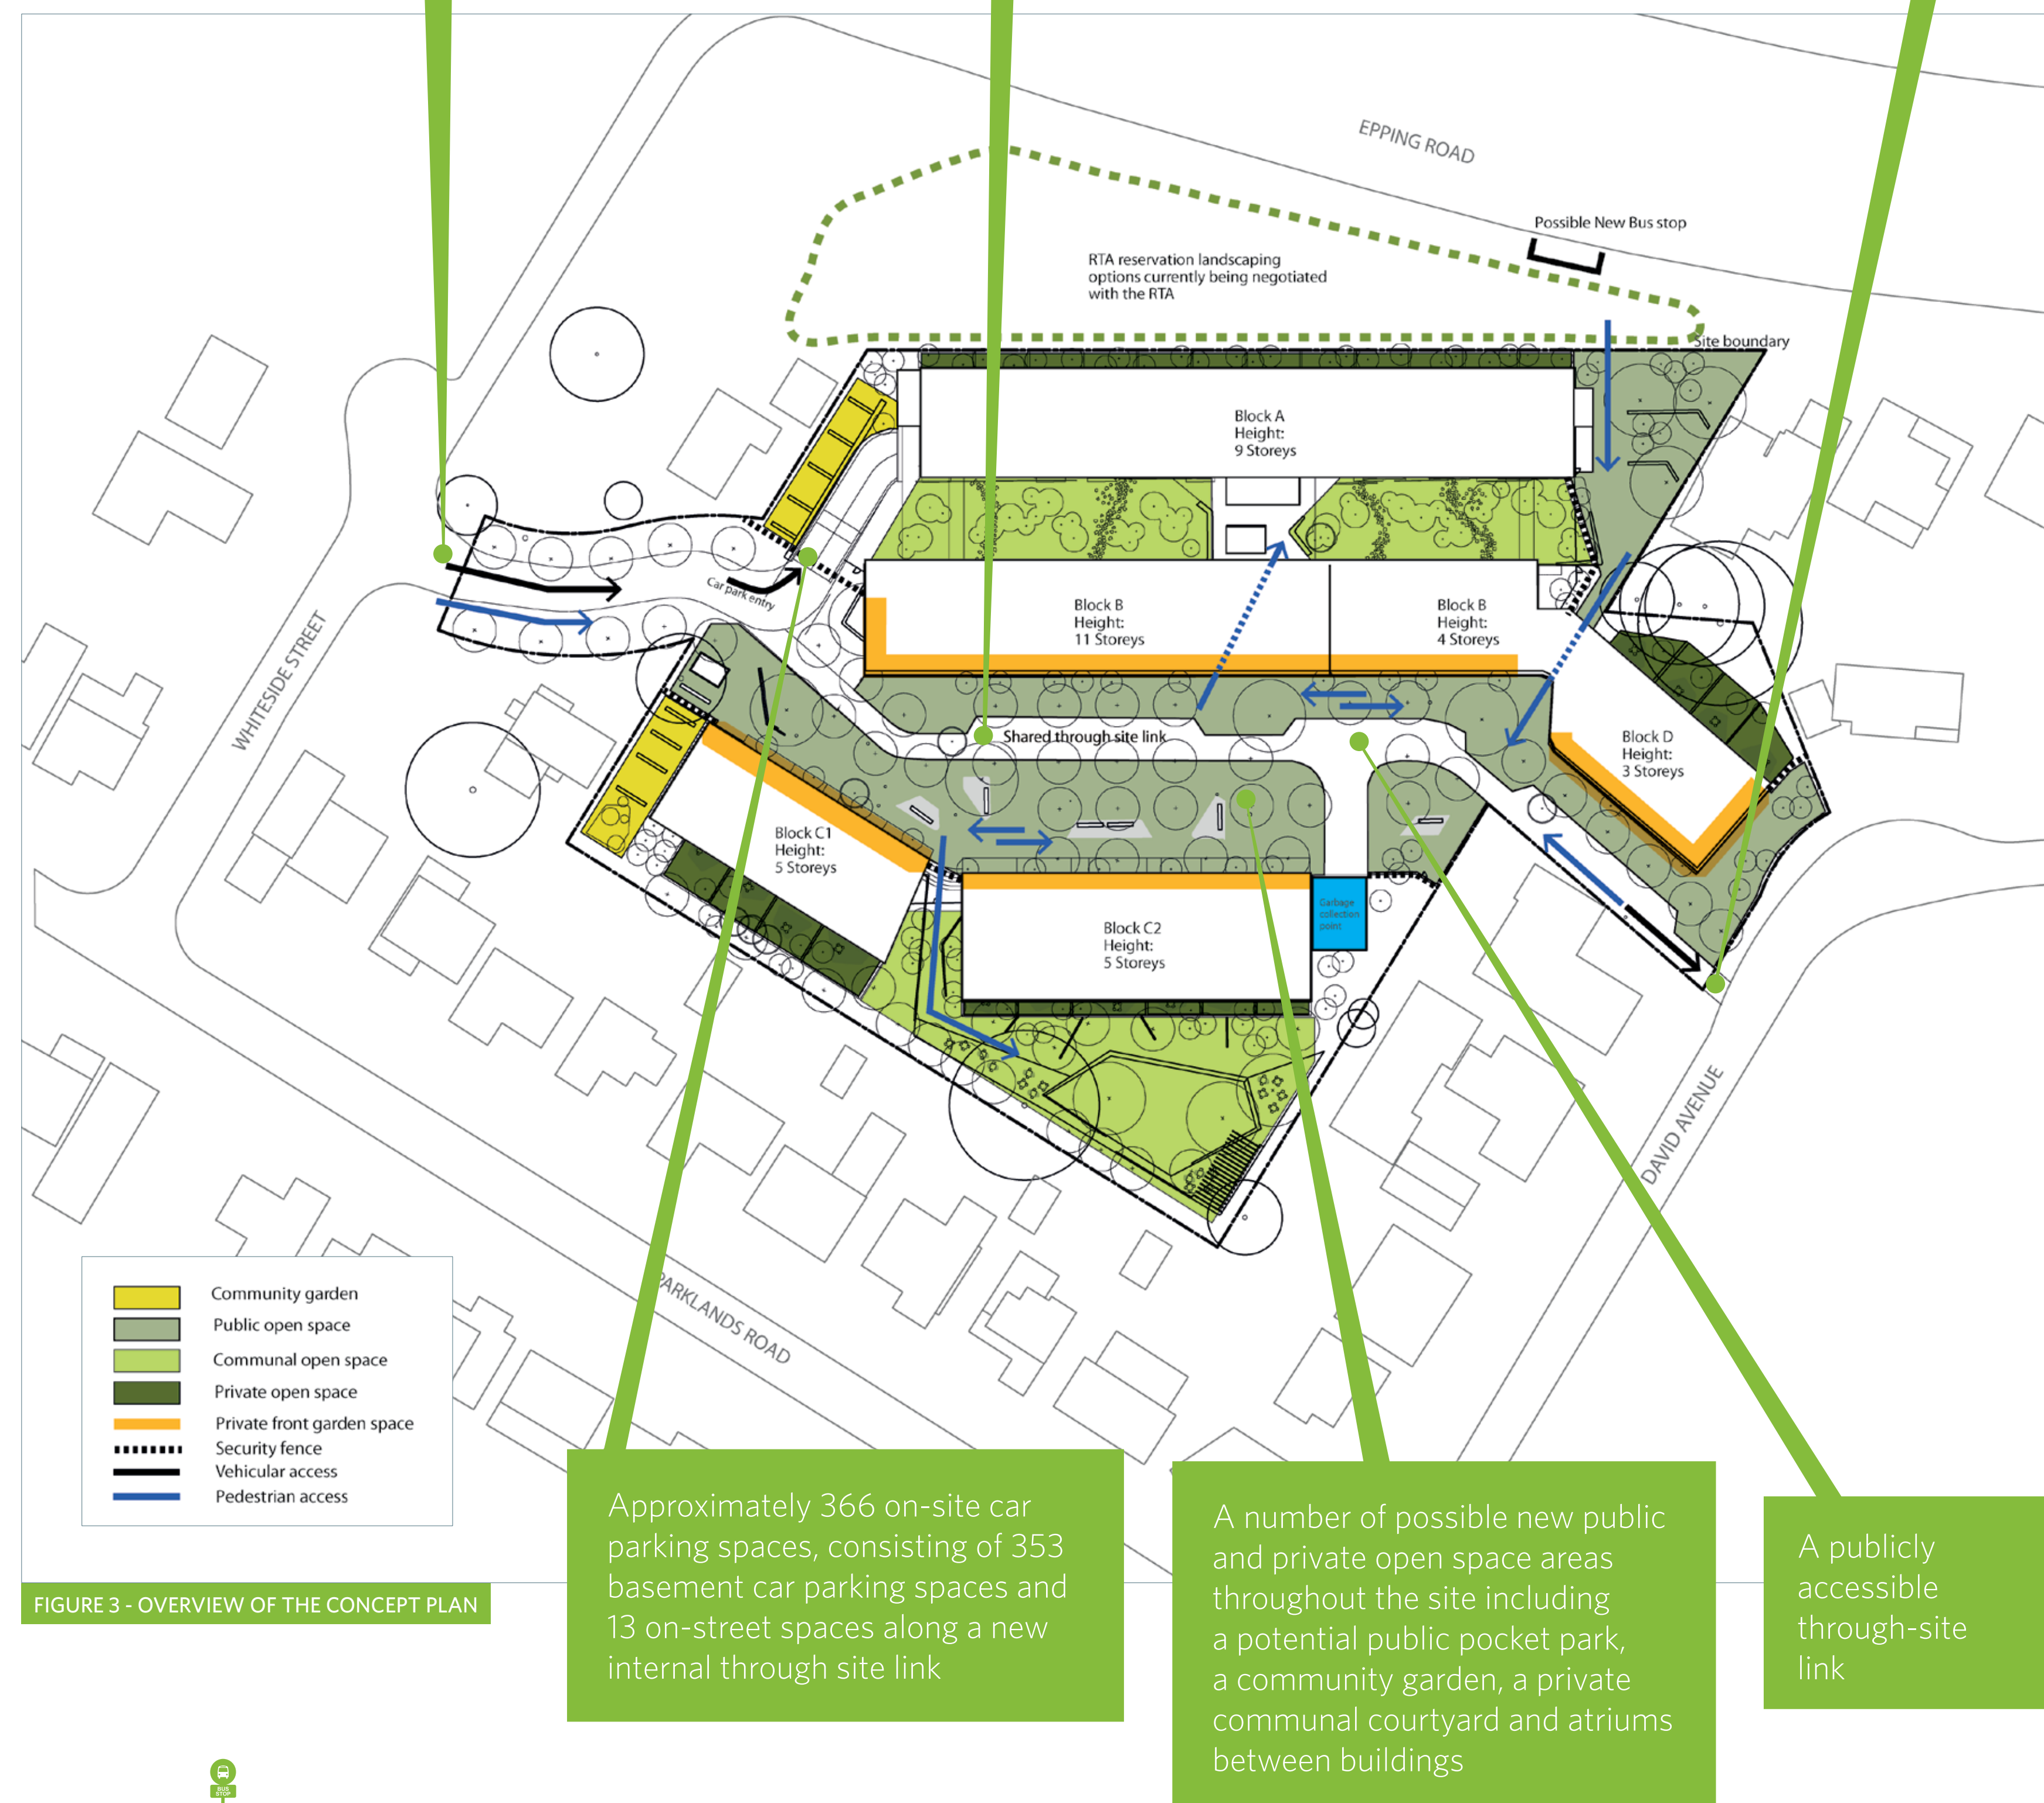 EPPING ROAD
Possible New Bus stop
RTA reservation landscaping
options currently being negotiated
with the RTA
Site boundary
Block A
Height:
9 Storeys
Car park entry
Block B
Height:
11 Storeys
Block B
Height:
4 Storeys
WHITESIDE STREET
Shared through site link
Block D
Height:
3 Storeys
Block C1
Height:
5 Storeys
Garbage
collection
point
Block C2
Height:
5 Storeys
DAVID AVENUE
PARKLANDS ROAD
Community garden
Public open space
Communal open space
Private open space
Private front garden space
Security fence
Vehicular access
Pedestrian access
FIGURE 3 - OVERVIEW OF THE CONCEPT PLAN
Approximately 366 on-site car
parking spaces, consisting of 353
basement car parking spaces and
13 on-street spaces along a new
internal through site link
A number of possible new public
and private open space areas
throughout the site including
a potential public pocket park,
a community garden, a private
communal courtyard and atriums
between buildings
A publicly
accessible
through-site
link
BUS
STOP